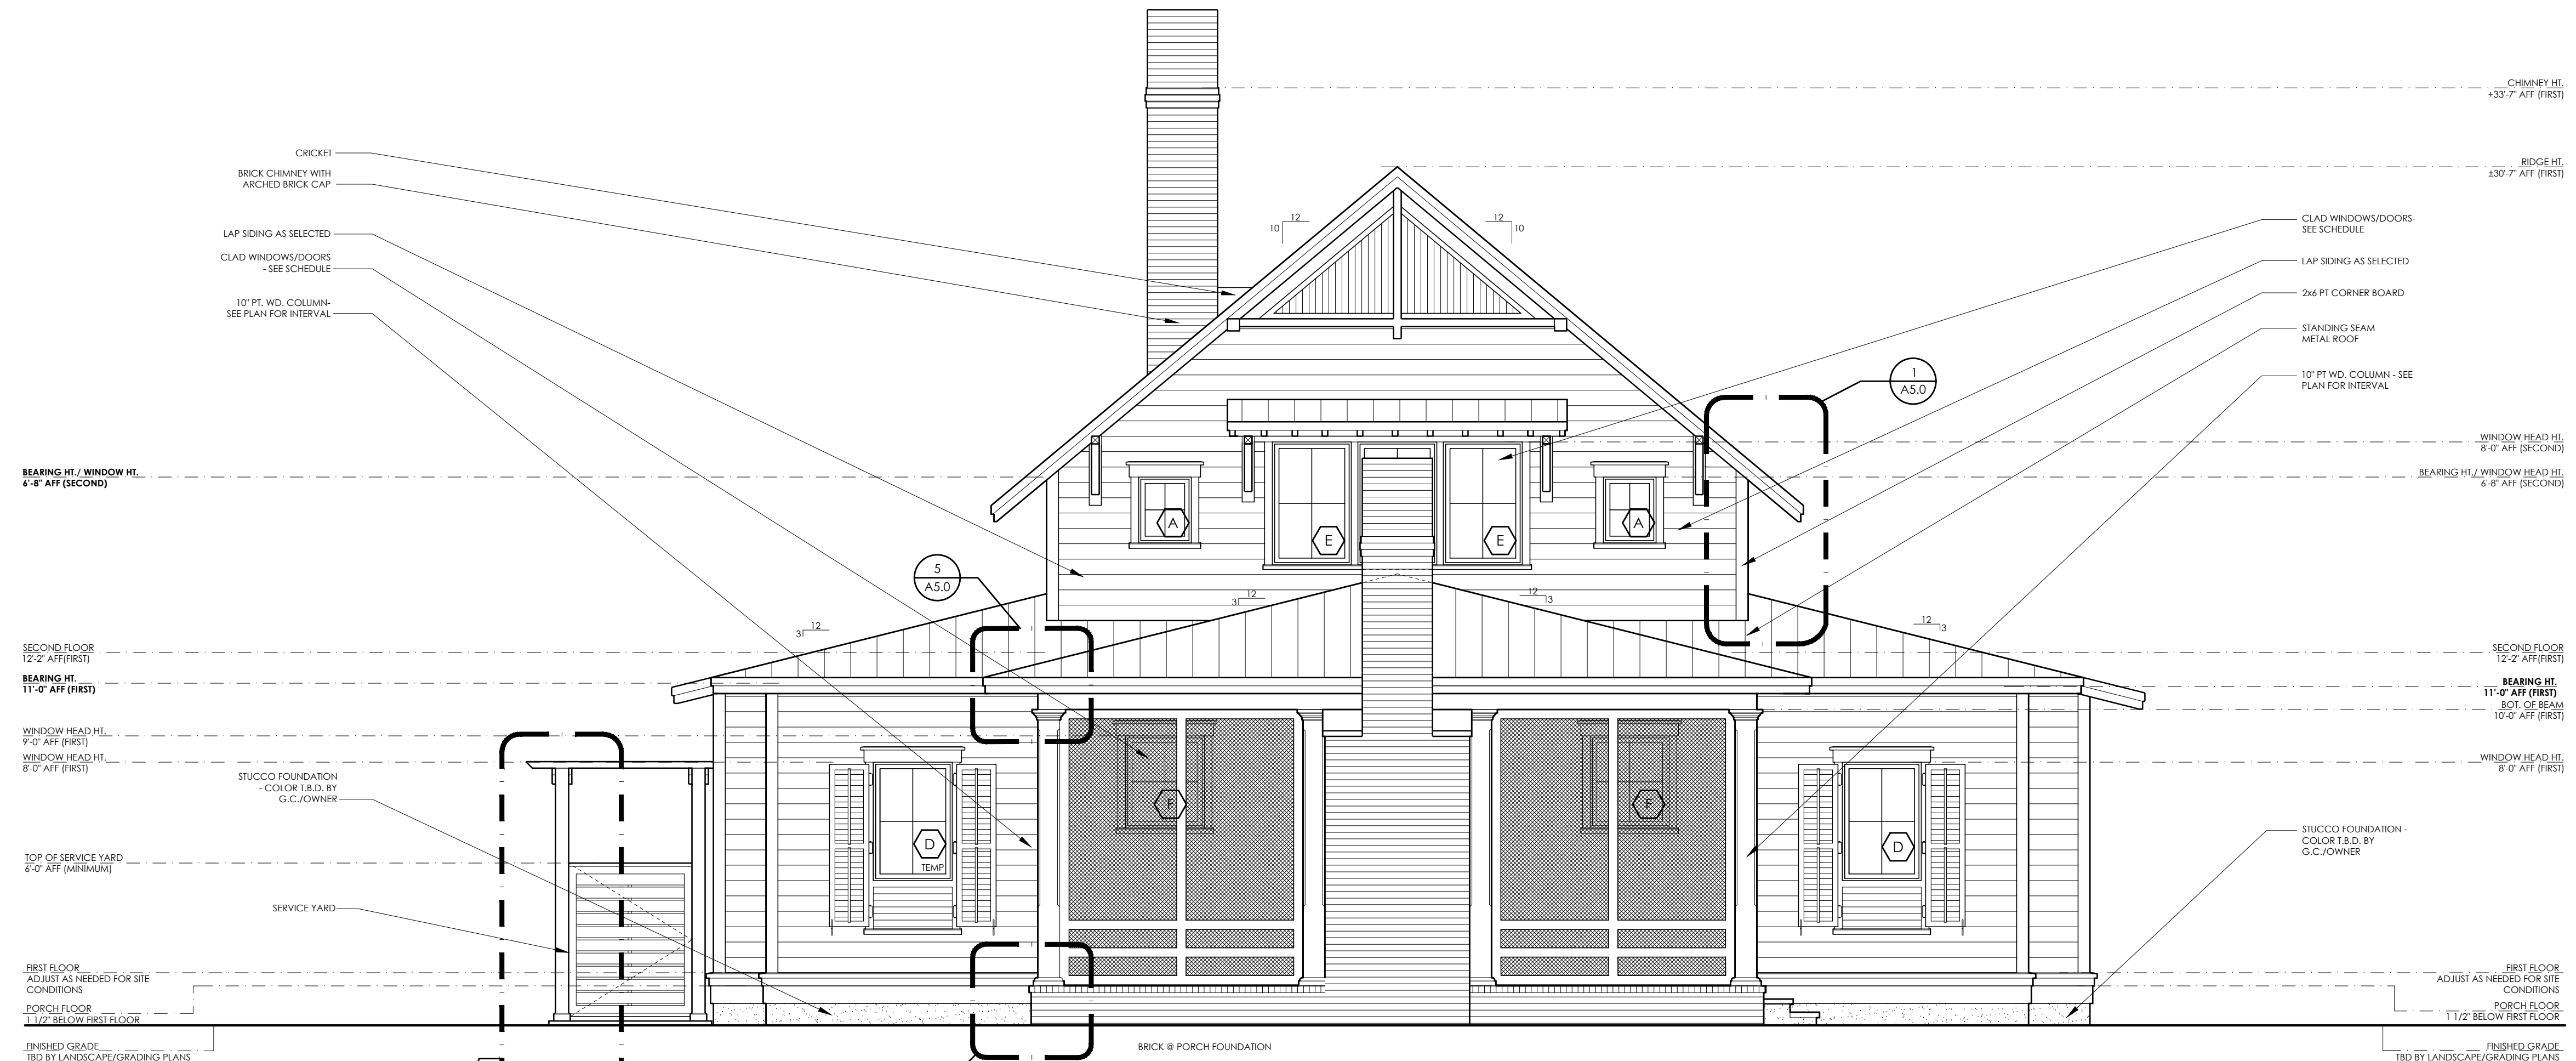 CHIMNEY HT.
+33'-7" AFF (FIRST)
CRICKET
BRICK CHIMNEY WITH
ARCHED BRICK CAP
RIDGE HT.
±30'-7" AFF (FIRST)
LAP SIDING AS SELECTED
CLAD WINDOWS/DOORS
- SEE SCHEDULE
10" PT. WD. COLUMN-
SEE PLAN FOR INTERVAL
12
10
12
10
CLAD WINDOWS/DOORS-
SEE SCHEDULE
LAP SIDING AS SELECTED
2x6 PT CORNER BOARD
STANDING SEAM
METAL ROOF
10" PT WD. COLUMN - SEE
PLAN FOR INTERVAL
1
A5.0
WINDOW HEAD HT.
8'-0" AFF (SECOND)
BEARING HT./ WINDOW HT.
6'-8" AFF (SECOND)
BEARING HT./ WINDOW HEAD HT.
6'-8" AFF (SECOND)
A
E
E
A
5
A5.0
12
3
12
3
12
3
12
3
SECOND FLOOR
12'-2" AFF(FIRST)
BEARING HT.
11'-0" AFF (FIRST)
SECOND FLOOR
12'-2" AFF(FIRST)
BEARING HT.
11'-0" AFF (FIRST)
BOT. OF BEAM
10'-0" AFF (FIRST)
WINDOW HEAD HT.
9'-0" AFF (FIRST)
WINDOW HEAD HT.
8'-0" AFF (FIRST)
WINDOW HEAD HT.
8'-0" AFF (FIRST)
STUCCO FOUNDATION
- COLOR T.B.D. BY
G.C./OWNER
F
F
D
TEMP
D
STUCCO FOUNDATION -
COLOR T.B.D. BY
G.C./OWNER
TOP OF SERVICE YARD
6'-0" AFF (MINIMUM)
SERVICE YARD
FIRST FLOOR
ADJUST AS NEEDED FOR SITE
CONDITIONS
PORCH FLOOR
1 1/2" BELOW FIRST FLOOR
FIRST FLOOR
ADJUST AS NEEDED FOR SITE
CONDITIONS
PORCH FLOOR
1 1/2" BELOW FIRST FLOOR
FINISHED GRADE
TBD BY LANDSCAPE/GRADING PLANS
BRICK @ PORCH FOUNDATION
FINISHED GRADE
TBD BY LANDSCAPE/GRADING PLANS